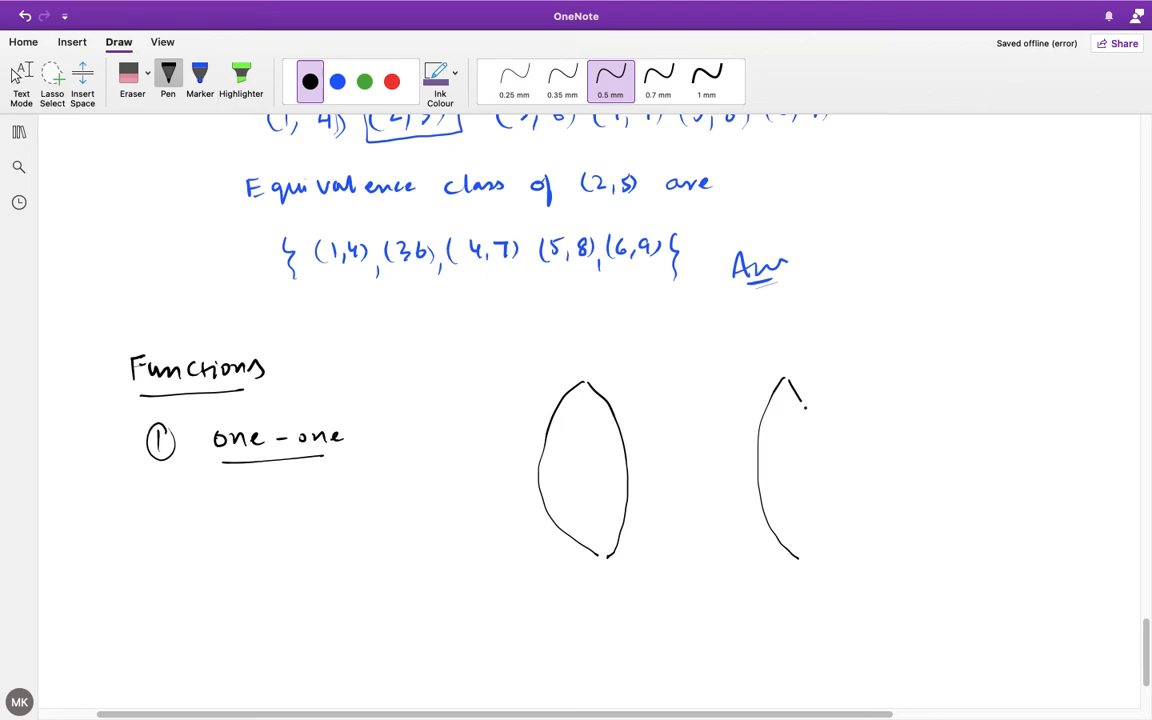 OneNote
Home Insert Draw View
Saved offline (error) Share
Text Mode
Lasso Select
Insert Space
Eraser
Pen
Marker
Highlighter
Ink Colour
0.25 mm
0.35 mm
0.5 mm
0.7 mm
1 mm
Equivalence class of (2,5) are
{ (1,4), (3,6), (4,7) (5,8), (6,9) } Ans
Functions
① one - one
MK